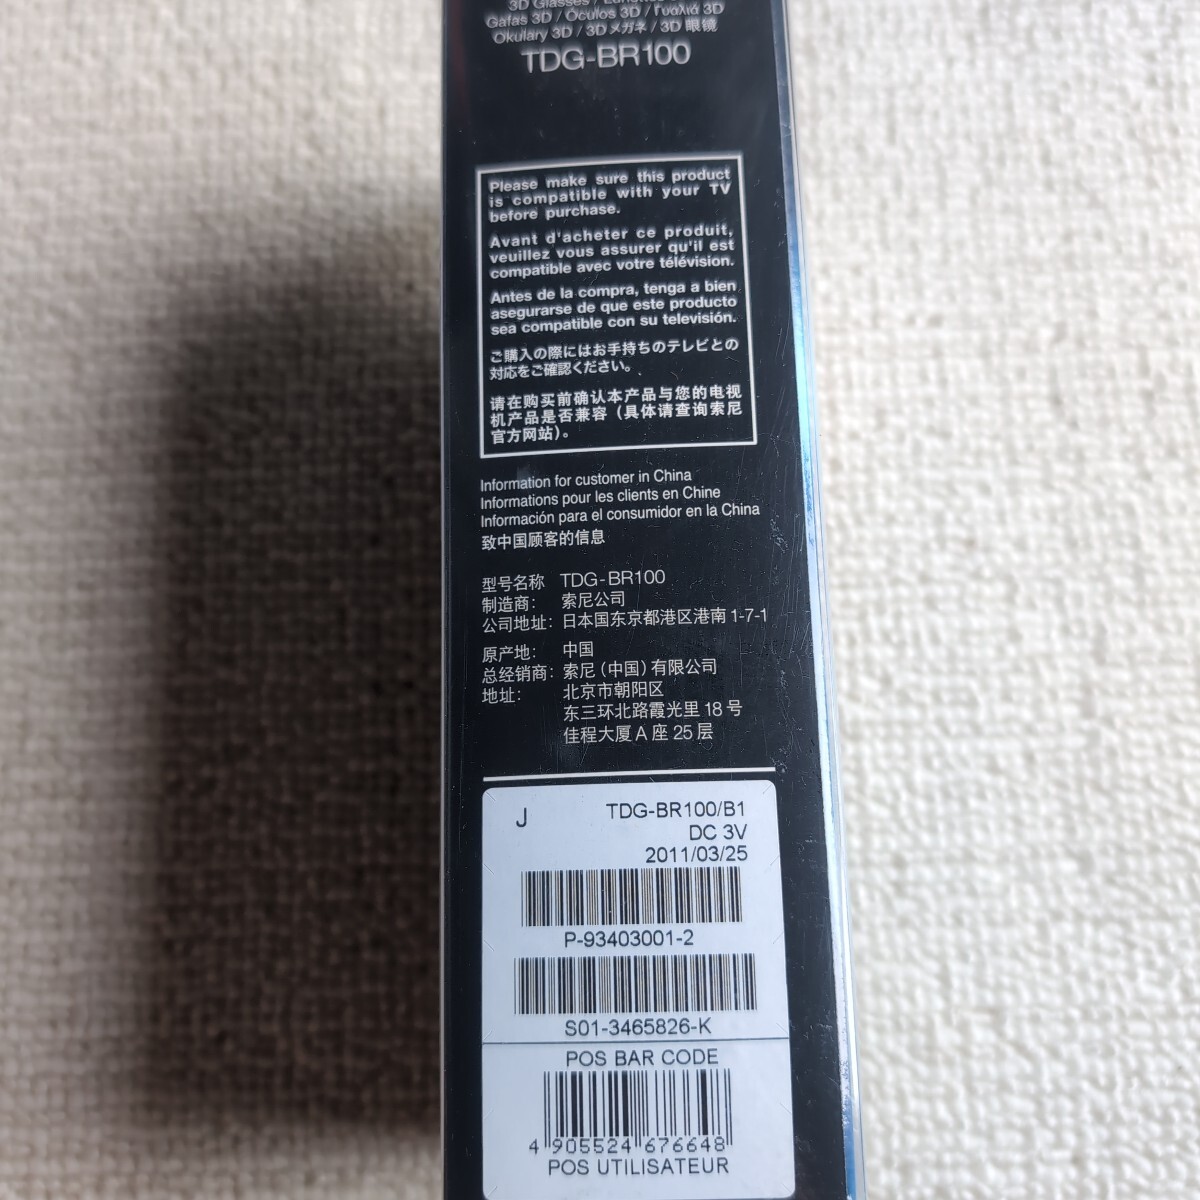 3D Glasses /
Gafas 3D / Óculos 3D / Γυαλιά 3D
Okulary 3D / 3Dメガネ / 3D 眼镜
TDG-BR100
Please make sure this product
is compatible with your TV
before purchase.
Avant d'acheter ce produit,
veuillez vous assurer qu'il est
compatible avec votre télévision.
Antes de la compra, tenga a bien
asegurarse de que este producto
sea compatible con su televisión.
ご購入の際にはお手持ちのテレビとの
対応をご確認ください。
请在购买前确认本产品与您的电视
机产品是否兼容（具体请查询索尼
官方网站）。
Information for customer in China
Informations pour les clients en Chine
Información para el consumidor en la China
致中国顾客的信息
型号名称 TDG-BR100
制造商： 索尼公司
公司地址： 日本国东京都港区港南 1-7-1
原产地： 中国
总经销商： 索尼（中国）有限公司
地址： 北京市朝阳区
东三环北路霞光里 18 号
佳程大厦 A 座 25 层
J TDG-BR100/B1
DC 3V
2011/03/25
P-93403001-2
S01-3465826-K
POS BAR CODE
4 905524 676648
POS UTILISATEUR